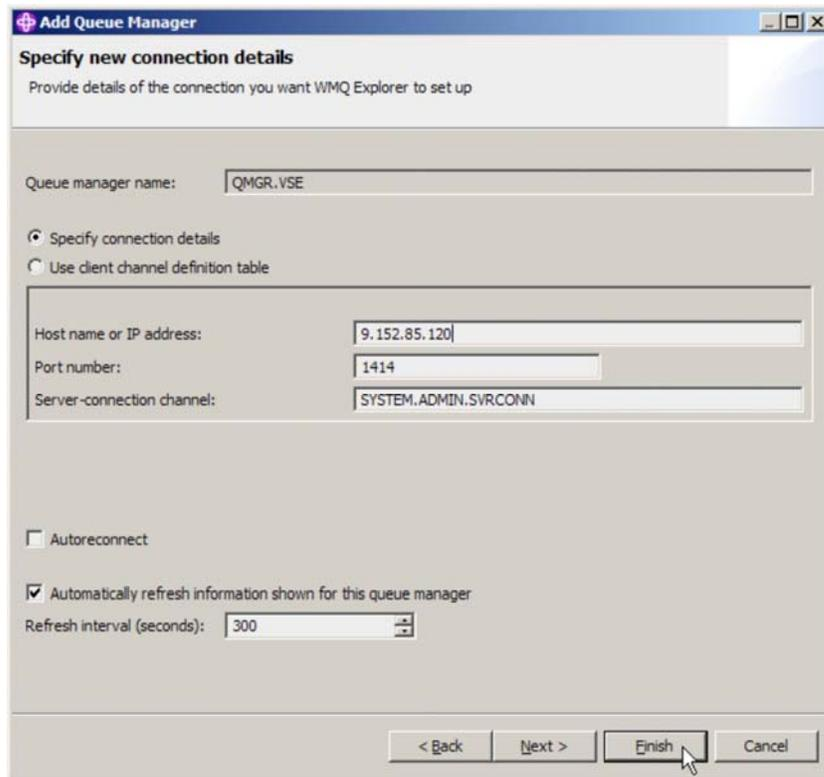 Add Queue Manager
Specify new connection details
Provide details of the connection you want WMQ Explorer to set up
Queue manager name: QMGR.VSE
Specify connection details
Use client channel definition table
Host name or IP address: 9.152.85.120
Port number: 1414
Server-connection channel: SYSTEM.ADMIN.SVRCONN
Autoreconnect
Automatically refresh information shown for this queue manager
Refresh interval (seconds): 300
< Back Next > Finish Cancel